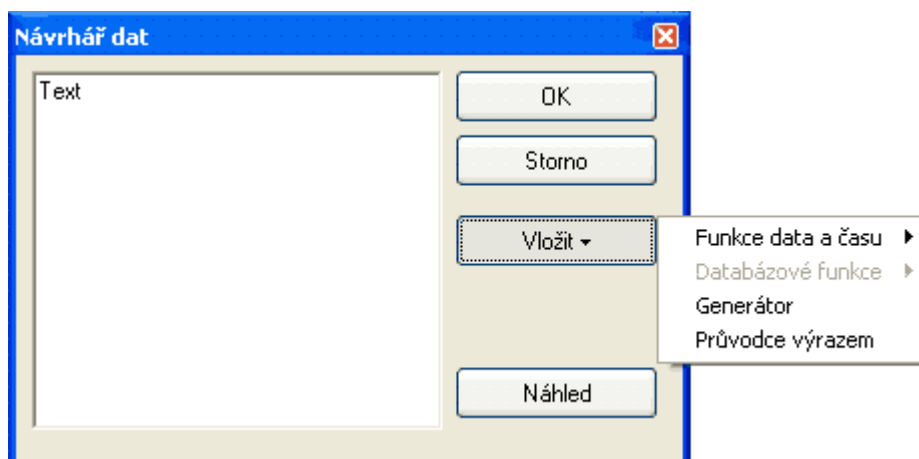 Návrhář dat
Text
OK
Storno
Vložit
Funkce data a času
Databázové funkce
Generátor
Průvodce výrazem
Náhled